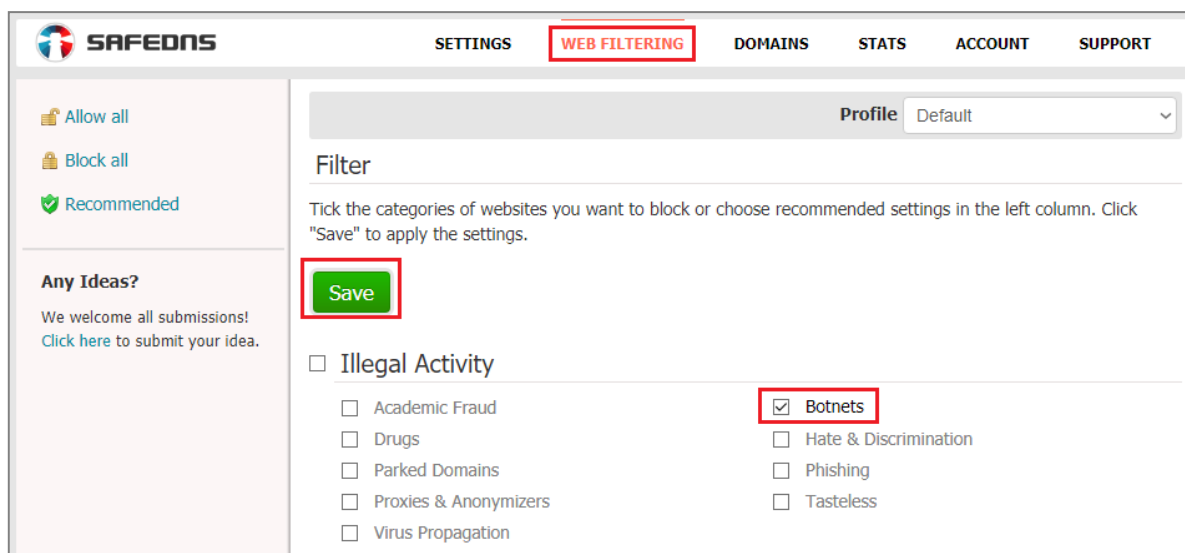 SAFEDNS
SETTINGS WEB FILTERING DOMAINS STATS ACCOUNT SUPPORT
Allow all
Block all
Recommended
Any Ideas?
We welcome all submissions!
Click here to submit your idea.
Profile Default
Filter
Tick the categories of websites you want to block or choose recommended settings in the left column. Click
"Save" to apply the settings.
Save
Illegal Activity
Academic Fraud
Botnets
Drugs
Hate & Discrimination
Parked Domains
Phishing
Proxies & Anonymizers
Tasteless
Virus Propagation